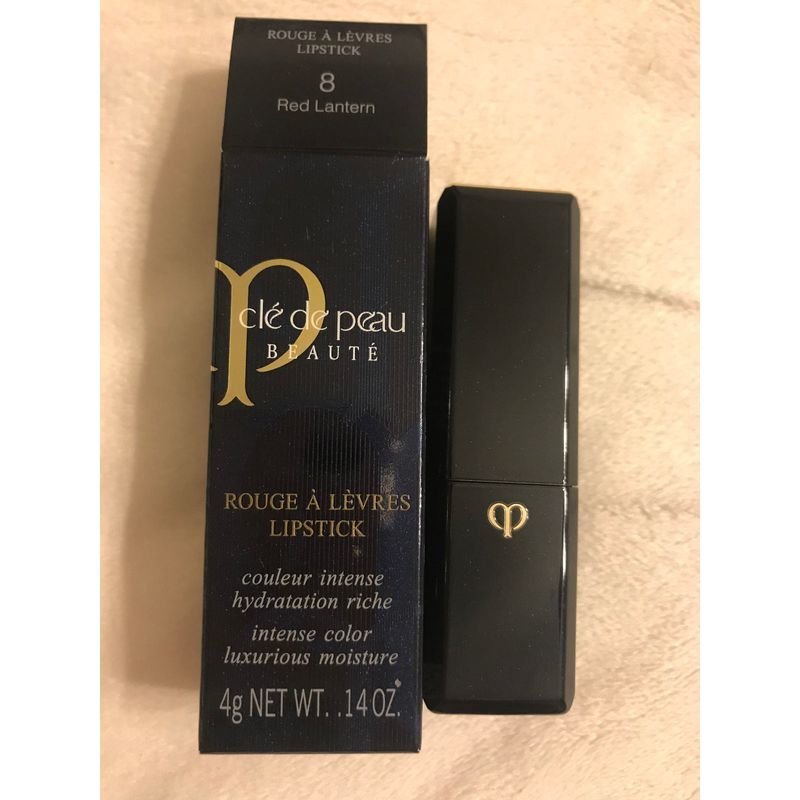 ROUGE À LÈVRES
LIPSTICK
8
Red Lantern
clé de peau
BEAUTÉ
ROUGE À LÈVRES
LIPSTICK
couleur intense
hydratation riche
intense color
luxurious moisture
4g NET WT. .14 OZ.